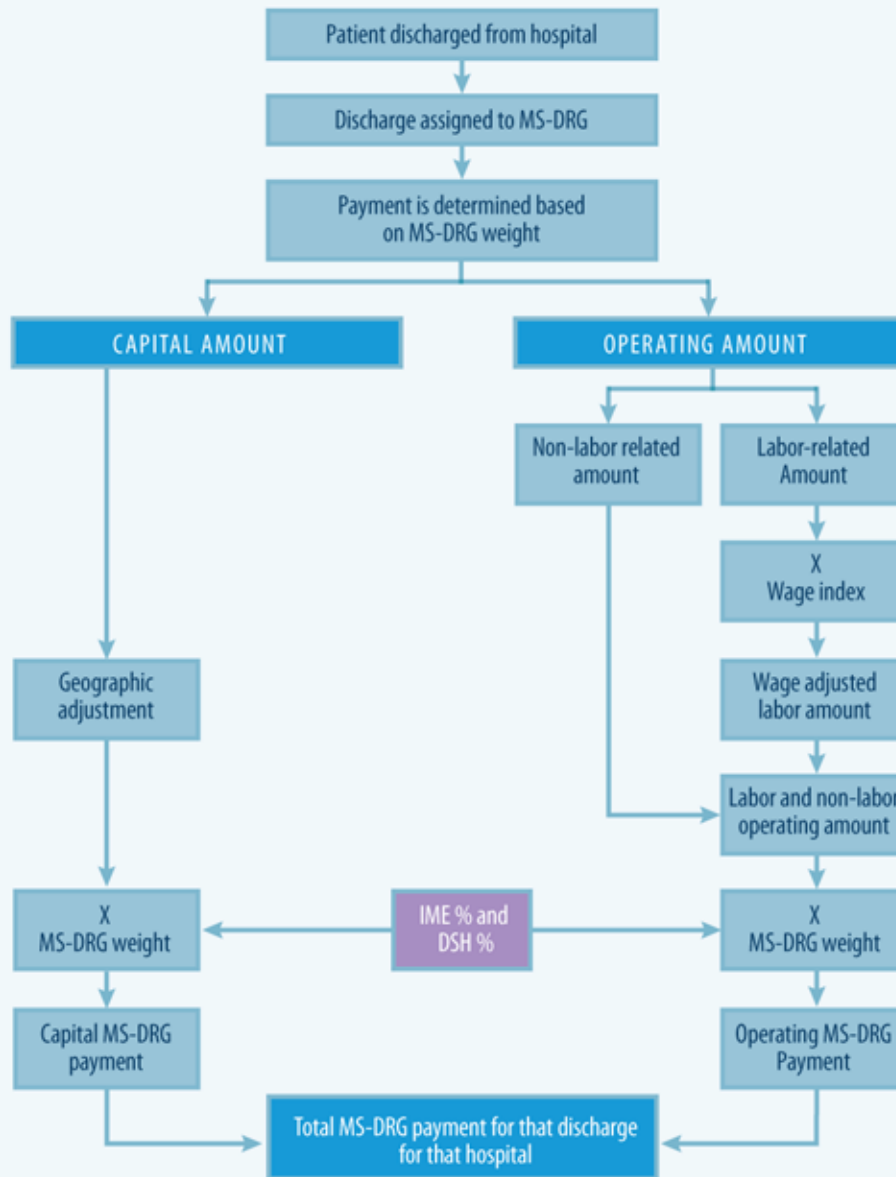 Patient discharged from hospital
Discharge assigned to MS-DRG
Payment is determined based
on MS-DRG weight
CAPITAL AMOUNT
OPERATING AMOUNT
Non-labor related
amount
Labor-related
Amount
X
Wage index
Geographic
adjustment
Wage adjusted
labor amount
Labor and non-labor
operating amount
X
MS-DRG weight
IME % and
DSH %
X
MS-DRG weight
Capital MS-DRG
payment
Operating MS-DRG
Payment
Total MS-DRG payment for that discharge
for that hospital